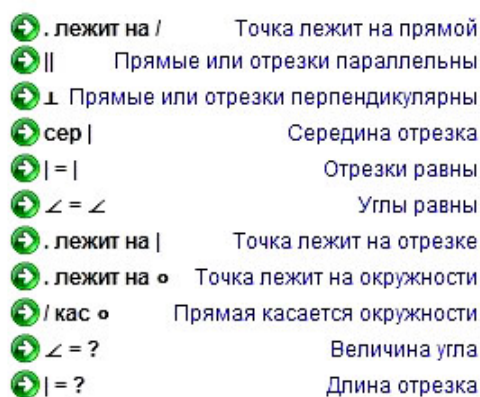 . лежит на / Точка лежит на прямой
|| Прямые или отрезки параллельны
⊥ Прямые или отрезки перпендикулярны
сер | Середина отрезка
| = | Отрезки равны
∠ = ∠ Углы равны
. лежит на | Точка лежит на отрезке
. лежит на o Точка лежит на окружности
/ кас o Прямая касается окружности
∠ = ? Величина угла
| = ? Длина отрезка